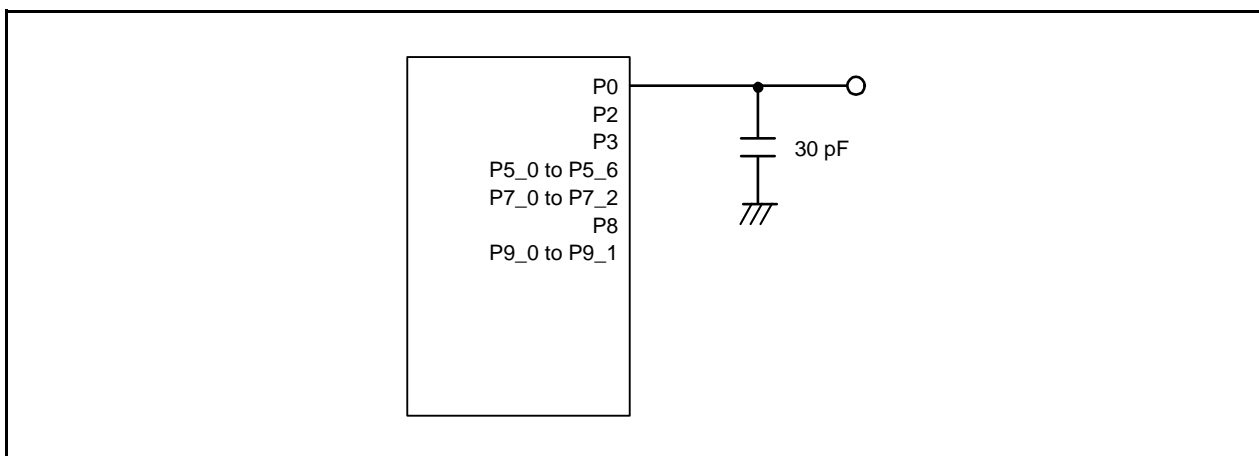 P0
P2
P3
30 pF
P5_0 to P5_6
P7_0 to P7_2
P8
P9_0 to P9_1